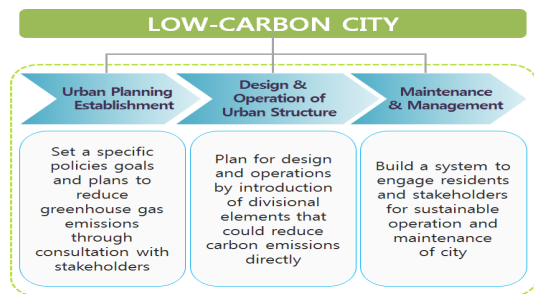 LOW-CARBON CITY
Urban Planning
Establishment
Design &
Operation of
Urban Structure
Maintenance
& Management
Set a specific
policies goals
and plans to
reduce
greenhouse gas
emissions
through
consultation with
stakeholders
Plan for design
and operations
by introduction
of divisional
elements that
could reduce
carbon emissions
directly
Build a system to
engage residents
and stakeholders
for sustainable
operation and
maintenance
of city